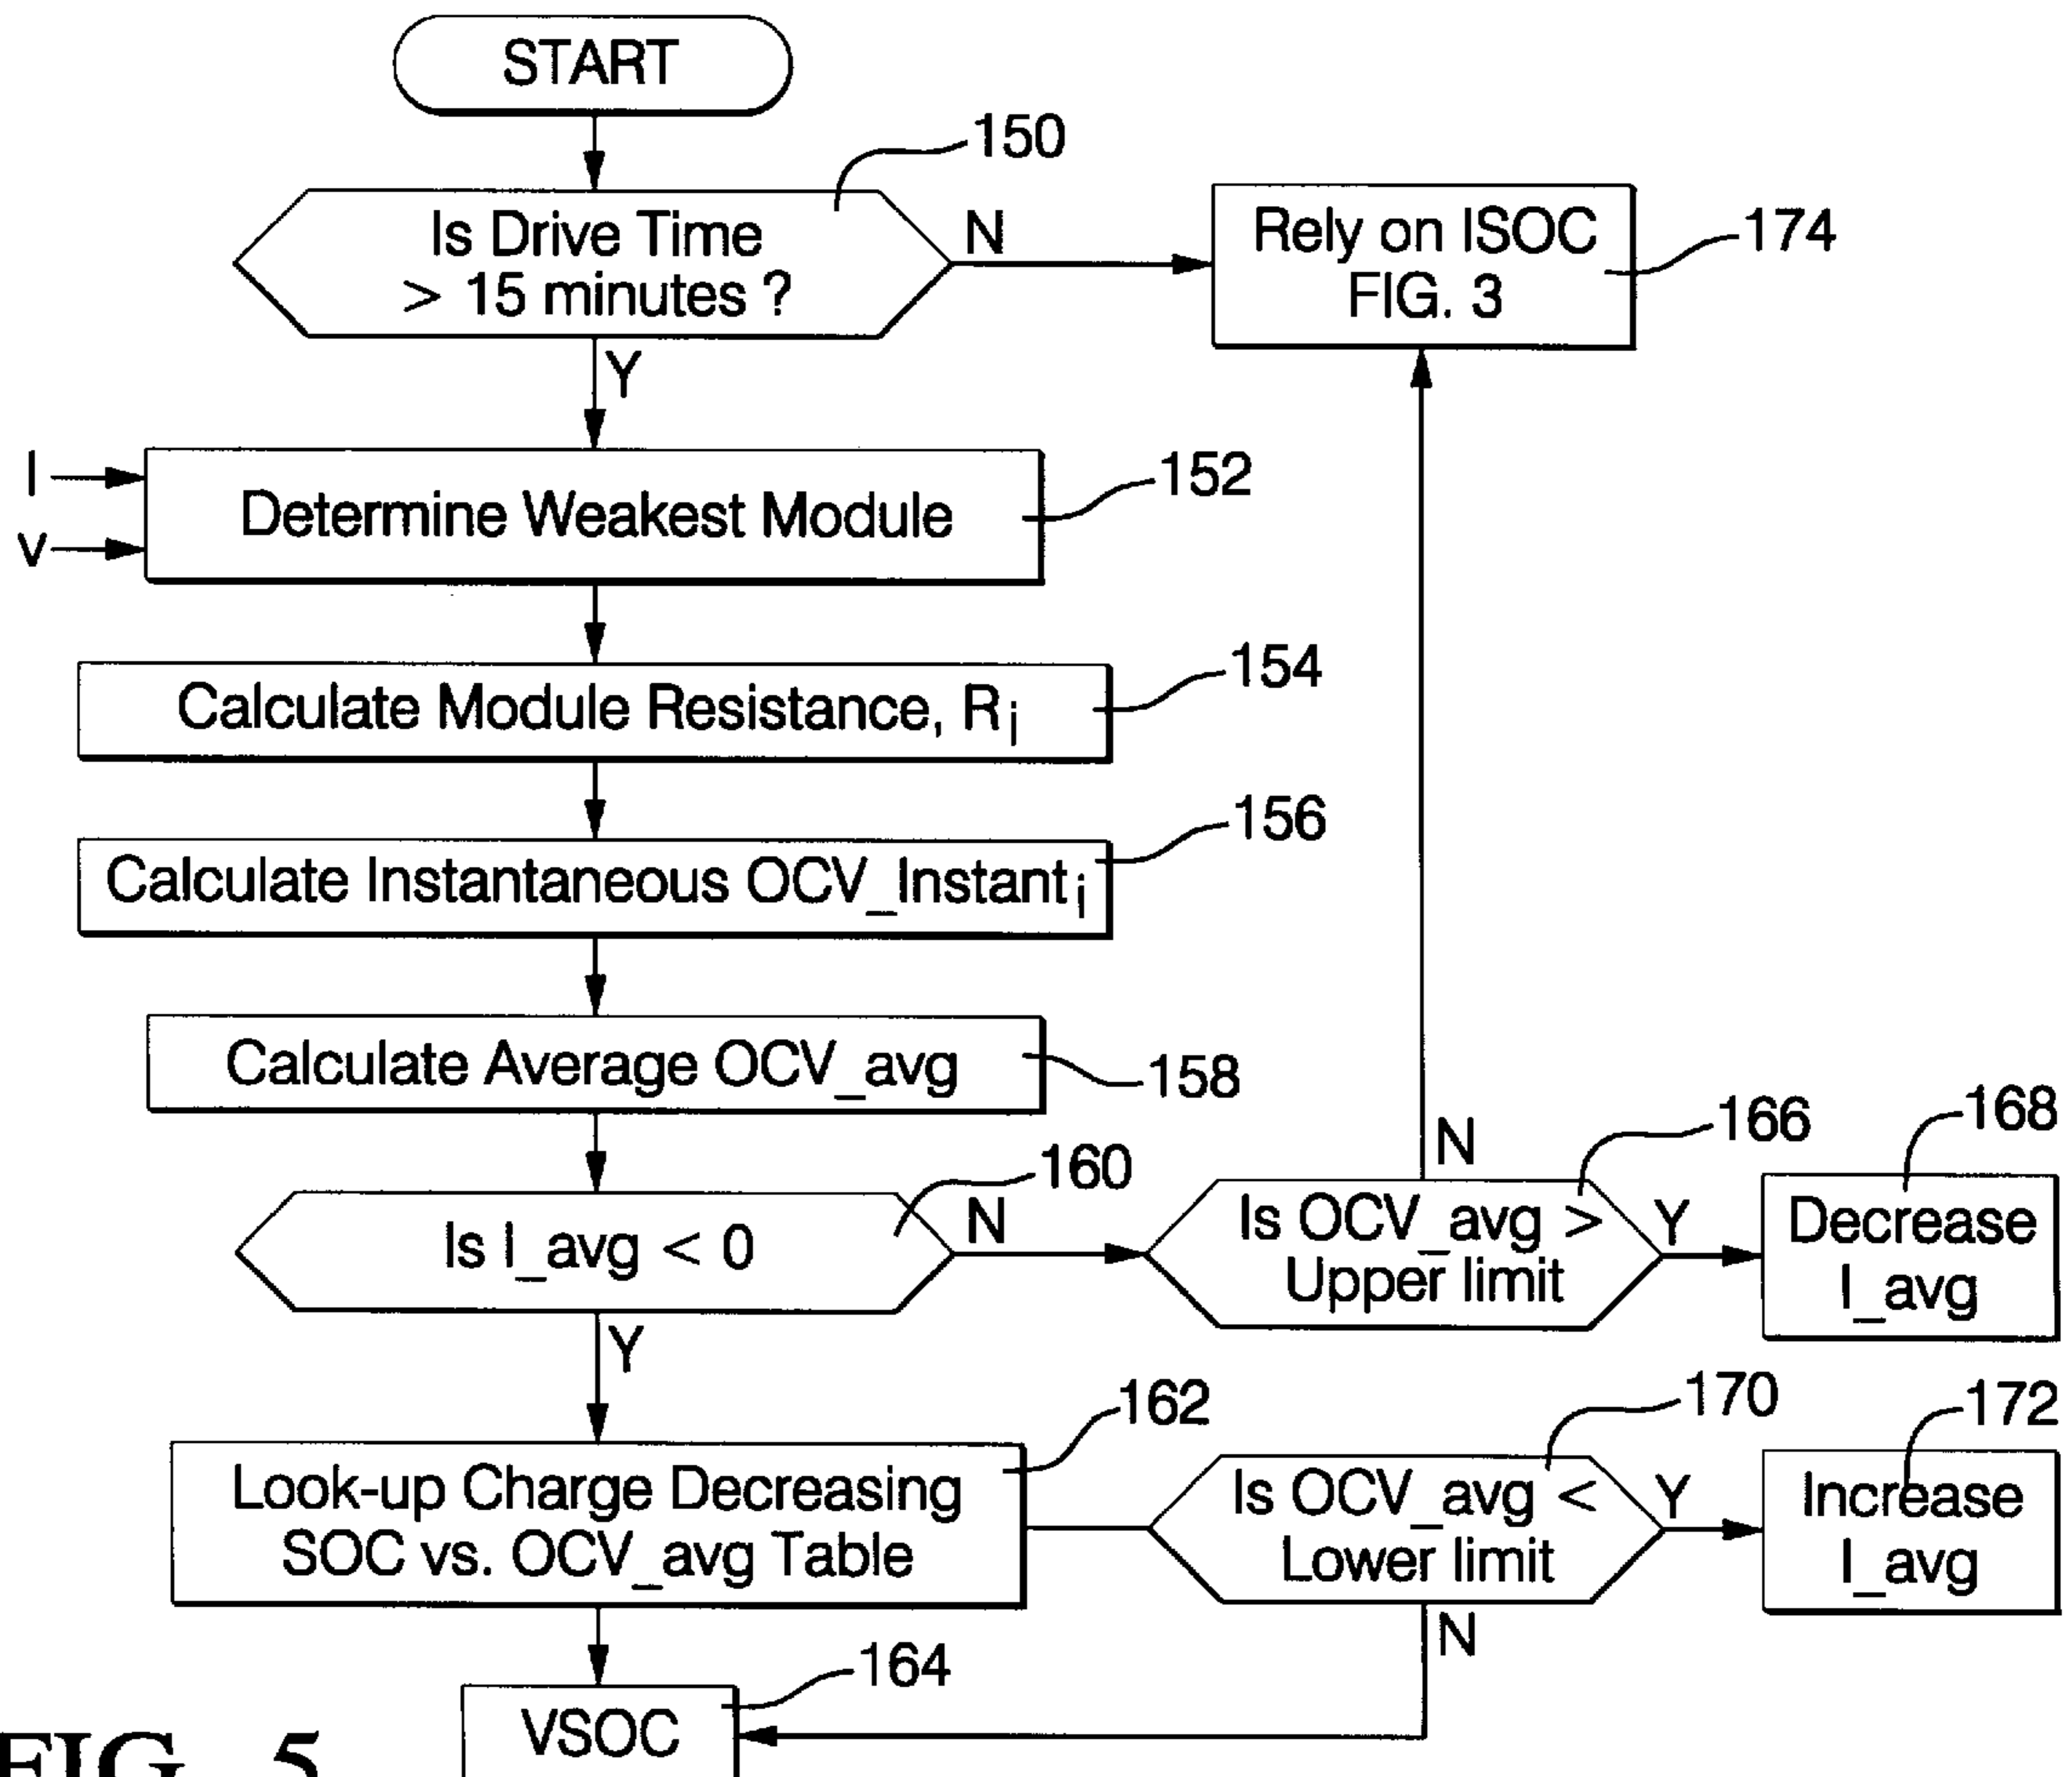 START
150
Is Drive Time
> 15 minutes ?
N
Rely on ISOC
FIG. 3
174
Y
I
V
Determine Weakest Module
152
Calculate Module Resistance, Ri
154
Calculate Instantaneous OCV_Instanti
156
Calculate Average OCV_avg
158
Is I_avg < 0
160
N
Is OCV_avg >
Upper limit
166
N
Y
Decrease
I_avg
168
Y
Look-up Charge Decreasing
SOC vs. OCV_avg Table
162
Is OCV_avg <
Lower limit
170
Y
Increase
I_avg
172
N
VSOC
164
FIG. 5